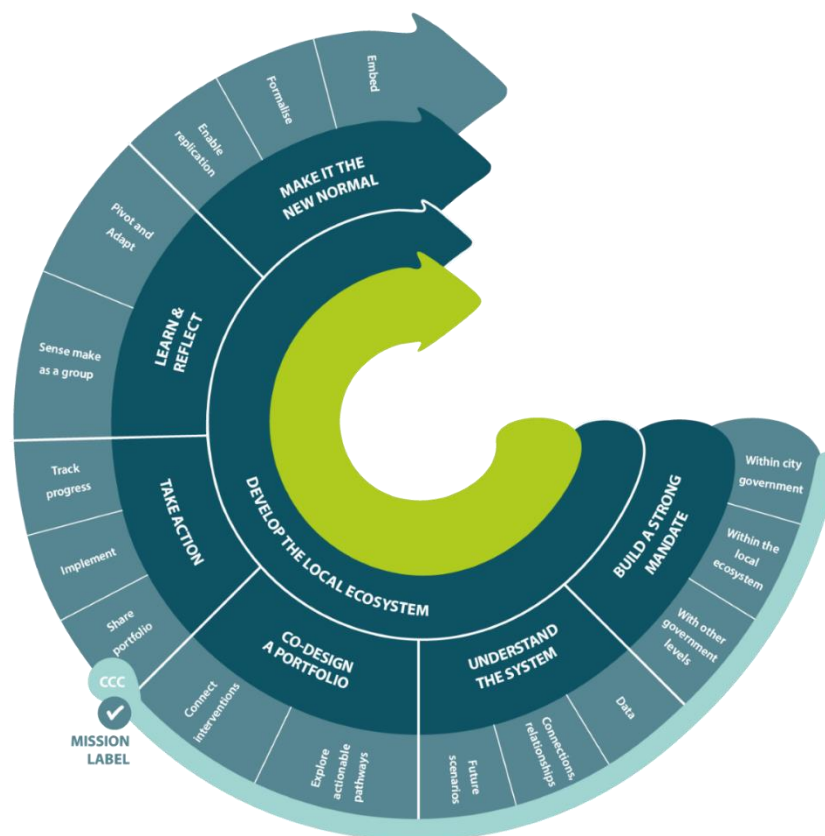 Within city
government
Within the
local
ecosystem
With other
government
levels
BUILD A STRONG
MANDATE
Data
Connections,
relationships
Future
scenarios
UNDERSTAND
THE SYSTEM
Explore
actionable
pathways
Connect
interventions
CO-DESIGN
A PORTFOLIO
CCC
MISSION
LABEL
Share
portfolio
Implement
Track
progress
TAKE ACTION
Sense make
as a group
Pivot and
Adapt
LEARN &
REFLECT
Enable
replication
Formalise
Embed
MAKE IT THE
NEW NORMAL
DEVELOP THE LOCAL ECOSYSTEM